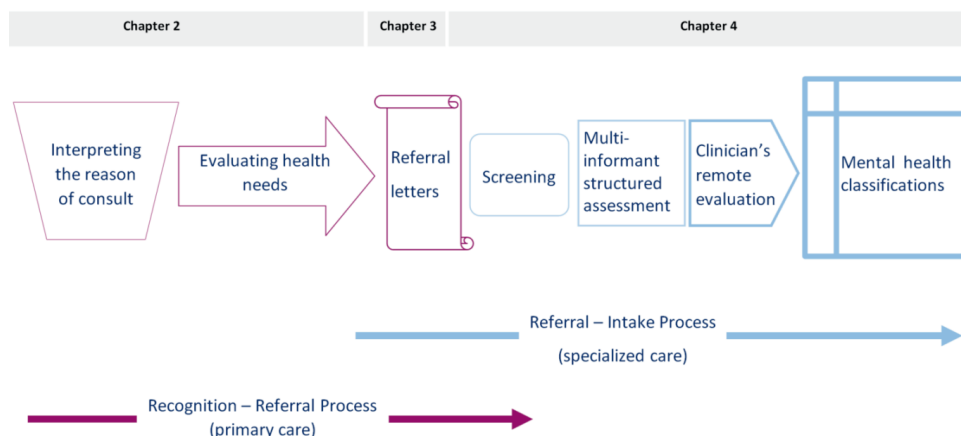 Chapter 2
Chapter 3
Chapter 4
Interpreting
the reason
of consult
Evaluating health
needs
Referral
letters
Screening
Multi-
informant
structured
assessment
Clinician's
remote
evaluation
Mental health
classifications
Referral – Intake Process
(specialized care)
Recognition – Referral Process
(primary care)